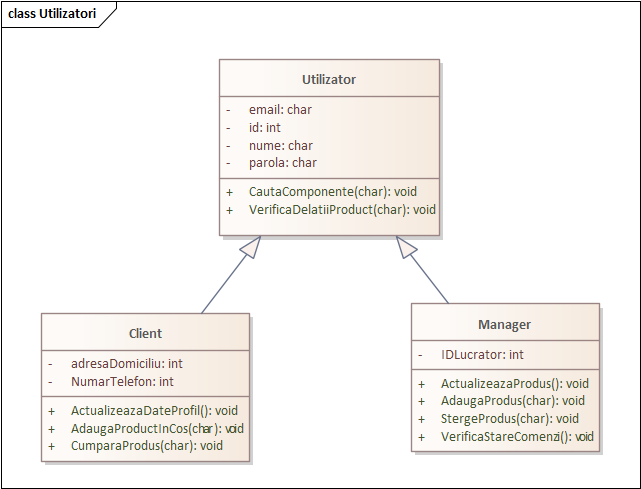 class Utilizatori
Utilizator
- email: char
- id: int
- nume: char
- parola: char
+ CautaComponente(char): void
+ VerificaDelatiiProduct(char): void
Client
- adresaDomiciliu: int
- NumarTelefon: int
+ ActualizeazaDateProfil(): void
+ AdaugaProductInCos(char): void
+ CumparaProdus(char): void
Manager
- IDLucrator: int
+ ActualizeazaProdus(): void
+ AdaugaProdus(char): void
+ StergeProdus(char): void
+ VerificaStareComenzi(): void